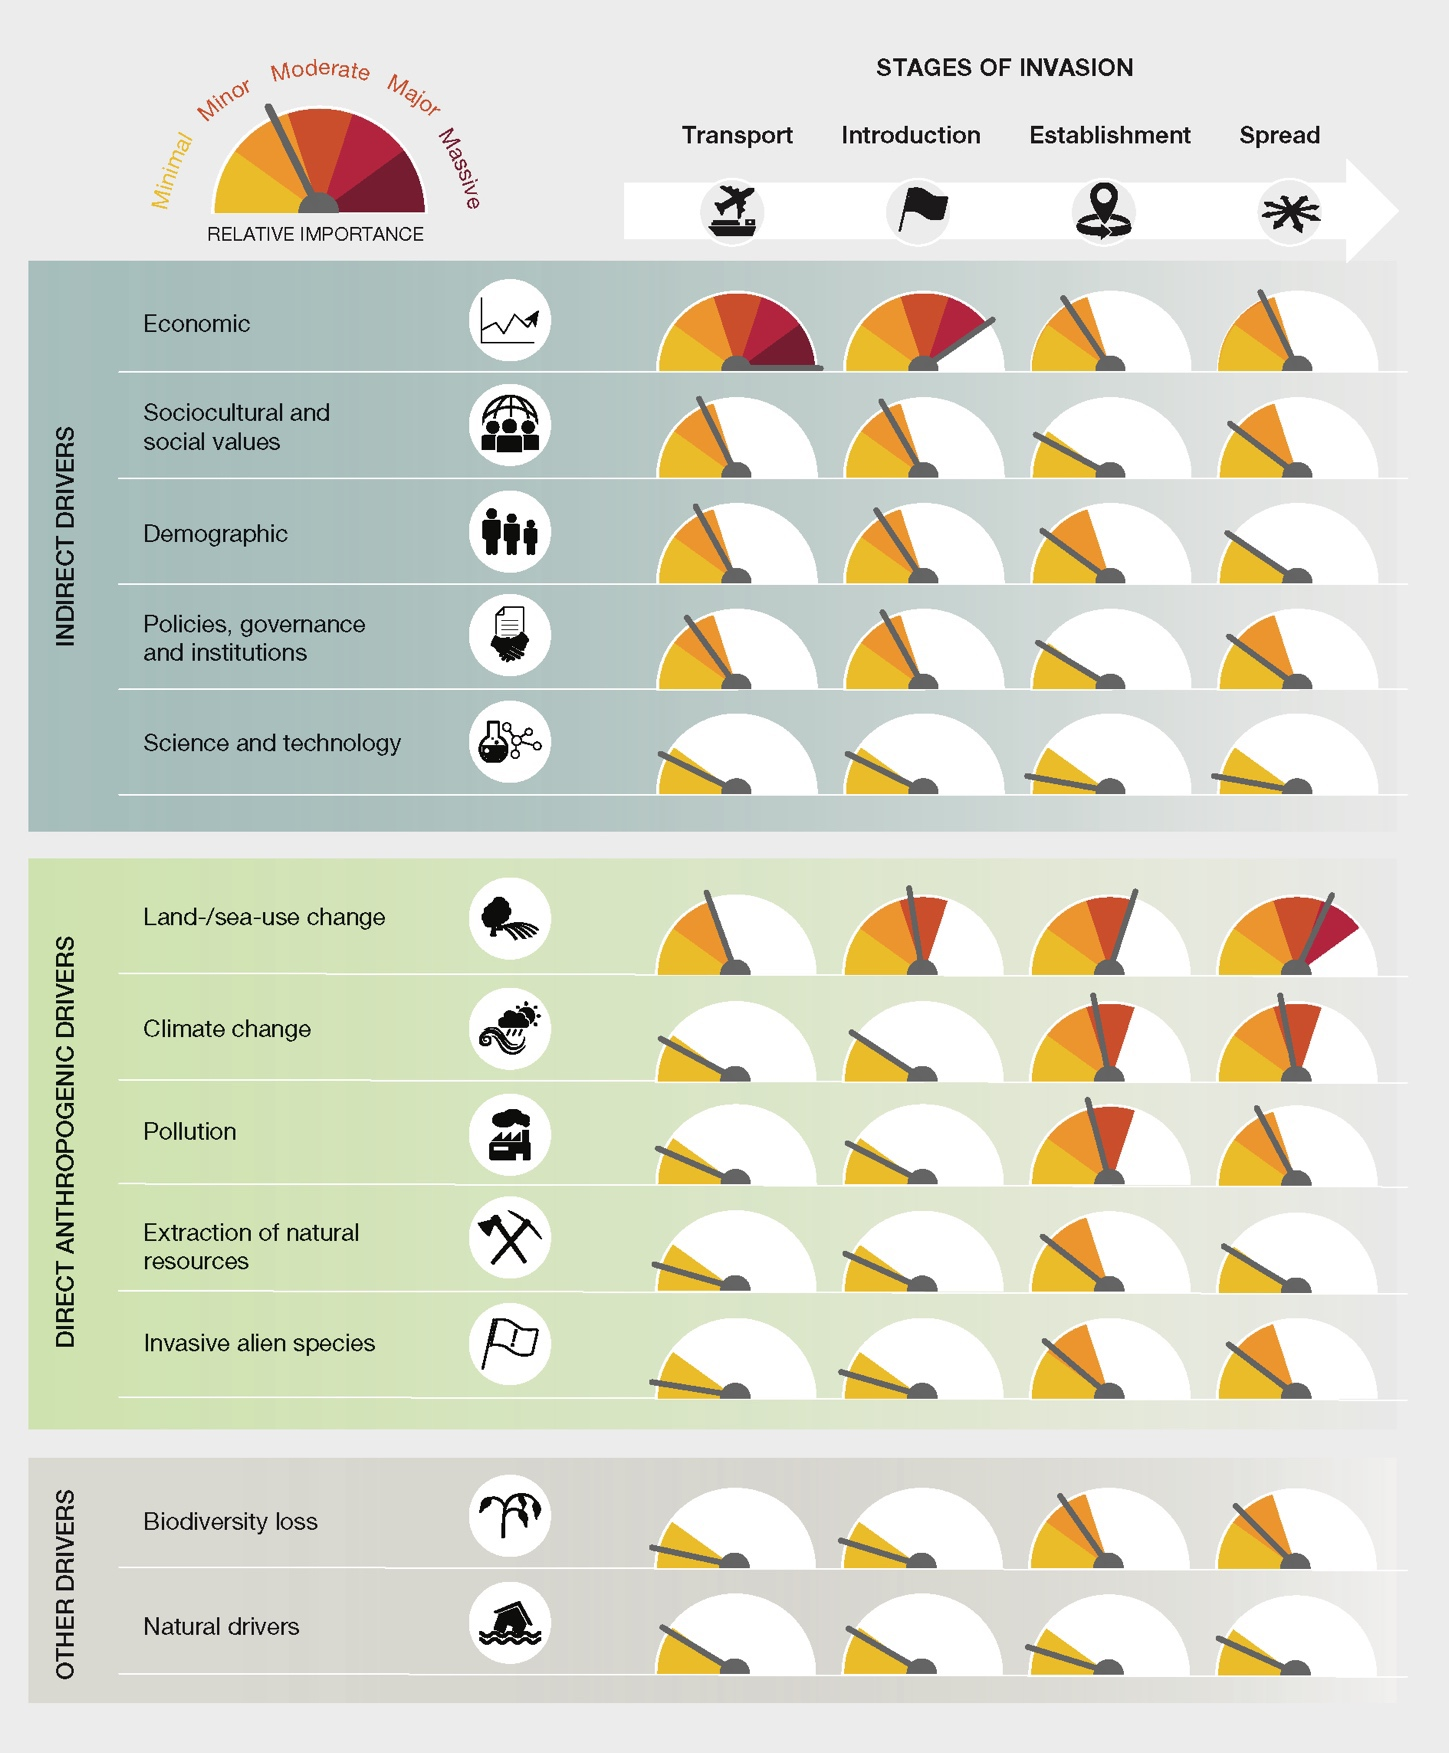 Minimal
Minor
Moderate
Major
Massive
RELATIVE IMPORTANCE
STAGES OF INVASION
Transport
Introduction
Establishment
Spread
INDIRECT DRIVERS
Economic
Sociocultural and
social values
Demographic
Policies, governance
and institutions
Science and technology
DIRECT ANTHROPOGENIC DRIVERS
Land-/sea-use change
Climate change
Pollution
Extraction of natural
resources
Invasive alien species
OTHER DRIVERS
Biodiversity loss
Natural drivers